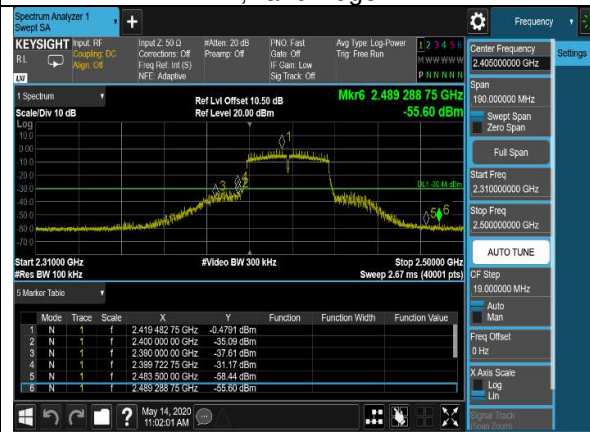 Spectrum Analyzer 1
Swept SA
Frequency
KEYSIGHT
RL
LXI
Input: RF
Coupling: DC
Align: Off
Input Z: 50 Ω
Corrections: Off
Freq Ref: Int (S)
NFE: Adaptive
#Atten: 20 dB
Preamp: Off
PNO: Fast
Gate: Off
IF Gain: Low
Sig Track: Off
Avg Type: Log-Power
Trig: Free Run
1 2 3 4 5 6
M W W W W W
P N N N N N
Center Frequency
2.405000000 GHz
Settings
Span
190.000000 MHz
Swept Span
Zero Span
Full Span
Start Freq
2.310000000 GHz
Stop Freq
2.500000000 GHz
AUTO TUNE
CF Step
19.000000 MHz
Auto
Man
Freq Offset
0 Hz
X Axis Scale
Log
Lin
Signal Track
(Span Zoom)
1 Spectrum
Scale/Div 10 dB
Log
Ref Lvl Offset 10.50 dB
Ref Level 20.00 dBm
Mkr6 2.489 288 75 GHz
-55.60 dBm
10.0
0.00
-10.0
-20.0
-30.0
-40.0
-50.0
-60.0
-70.0
1
3
5
6
Start 2.31000 GHz
#Res BW 100 kHz
#Video BW 300 kHz
Stop 2.50000 GHz
Sweep 2.67 ms (40001 pts)
5 Marker Table
Mode Trace Scale X Y Function Function Width Function Value
1 N 1 f 2.419 482 75 GHz -0.4791 dBm
2 N 1 f 2.400 000 00 GHz -35.09 dBm
3 N 1 f 2.390 000 00 GHz -37.61 dBm
4 N 1 f 2.389 722 75 GHz -31.17 dBm
5 N 1 f 2.483 500 00 GHz -58.44 dBm
6 N 1 f 2.489 288 75 GHz -55.60 dBm
May 14, 2020
11:02:01 AM